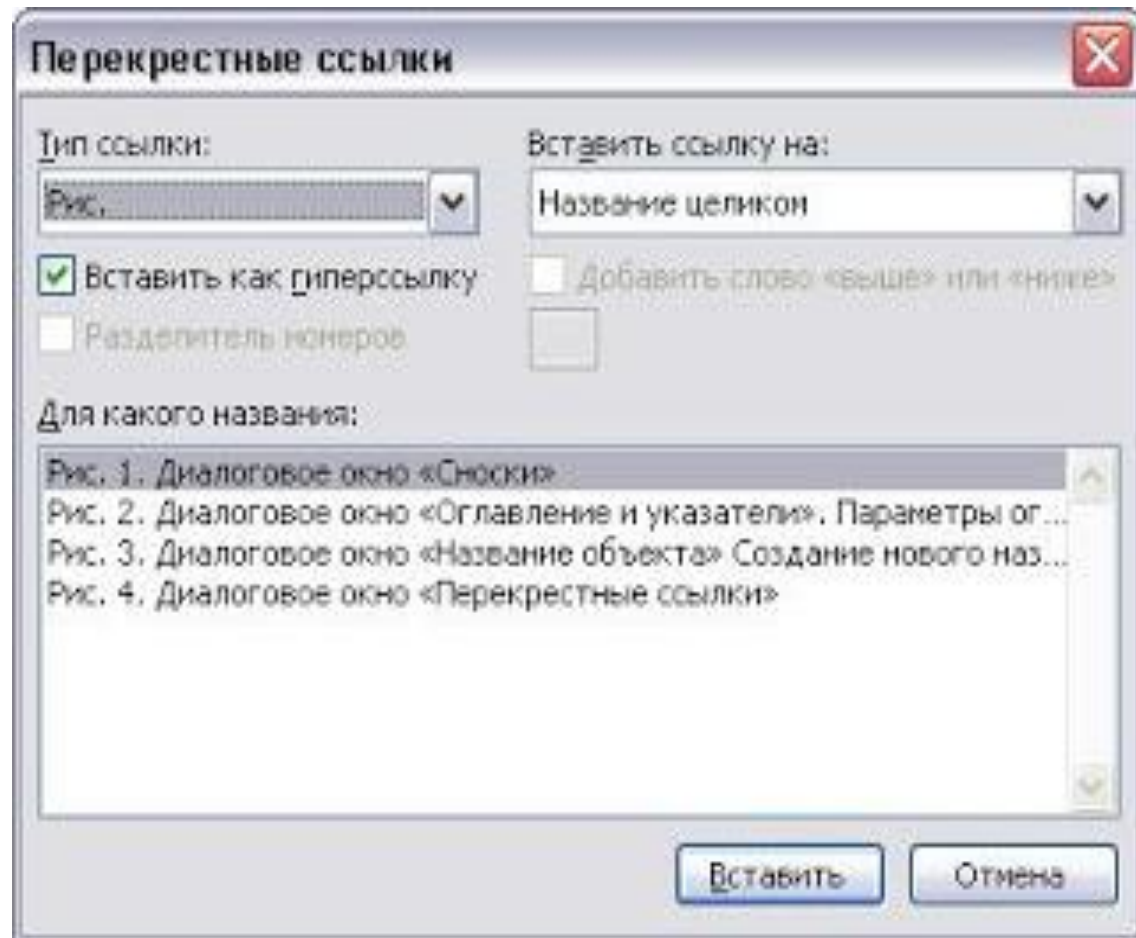 Перекрестные ссылки
Тип ссылки:
Вставить ссылку на:
Рис.
Название целиком
Вставить как гиперссылку
Добавить слово «выше» или «ниже»
Разделитель номеров
Для какого названия:
Рис. 1. Диалоговое окно «Сноски»
Рис. 2. Диалоговое окно «Оглавление и указатели». Параметры ог...
Рис. 3. Диалоговое окно «Название объекта» Создание нового наз...
Рис. 4. Диалоговое окно «Перекрестные ссылки»
Вставить
Отмена